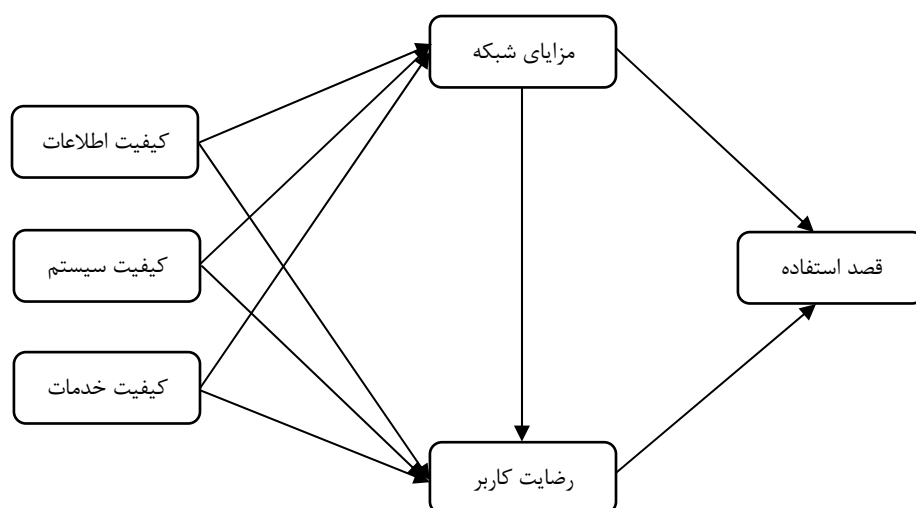 مزایای شبکه
کیفیت اطلاعات
کیفیت سیستم
قصد استفاده
کیفیت خدمات
رضایت کاربر